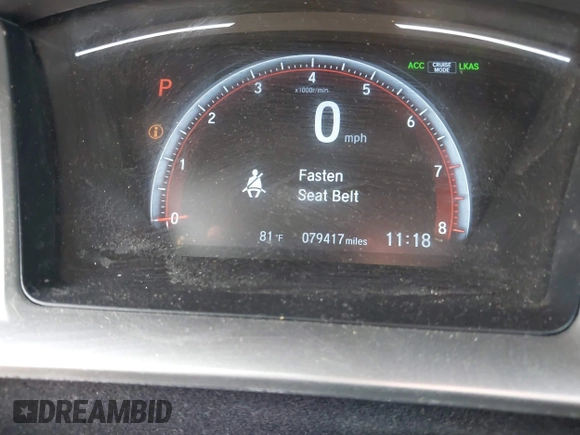 ACC CRUISE MODE LKAS
P
4
3 x1000r/min 5
2 6
0 mph
1 7
Fasten
Seat Belt
0 8
81°F 079417 miles 11:18
DREAMBID